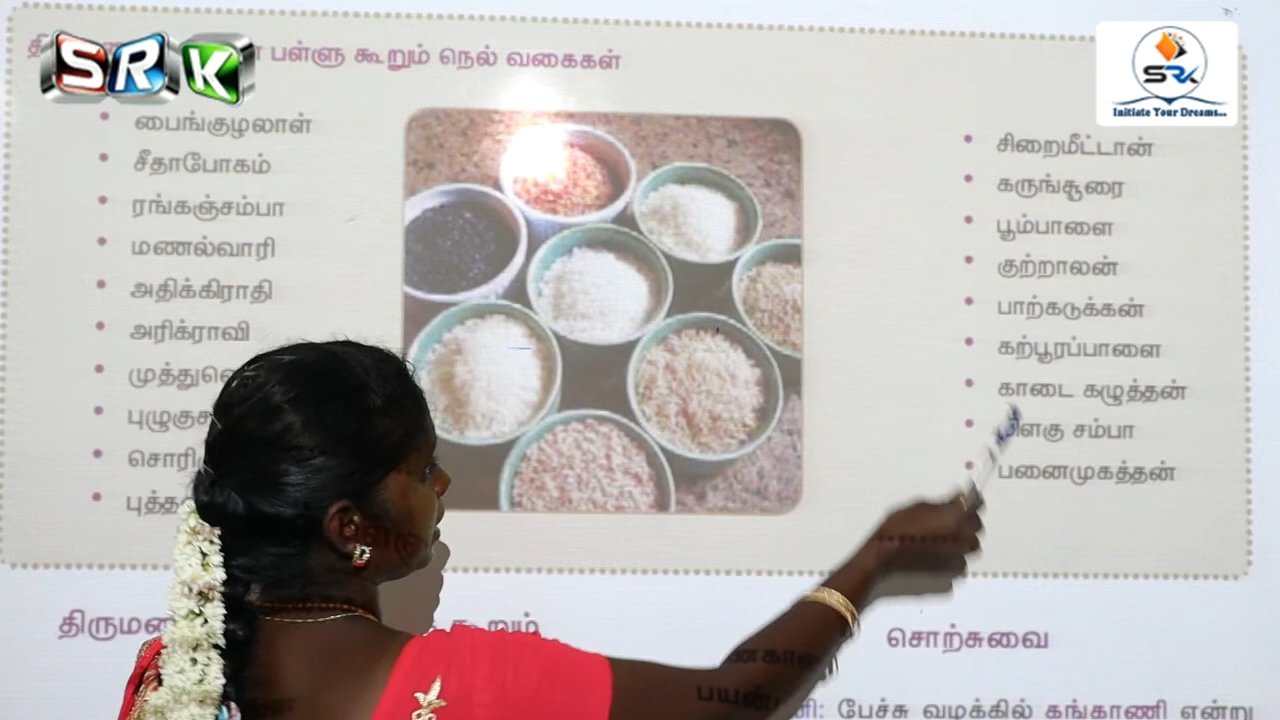 SRK
பள்ளு கூறும் நெல் வகைகள்
SRK
Initiate Your Dreams...
பைங்குழலாள்
சீதாபோகம்
ரங்கஞ்சம்பா
மணல்வாரி
அதிக்கிராதி
அரிக்ராவி
சிறைமீட்டான்
கருங்சூரை
பூம்பாளை
குற்றாலன்
பாற்கடுக்கன்
கற்பூரப்பாளை
காடை கழுத்தன்
சம்பா
பனைமுகத்தன்
கூறும்
சொற்சுவை
பேச்சு வழக்கில் கங்காணி என்று